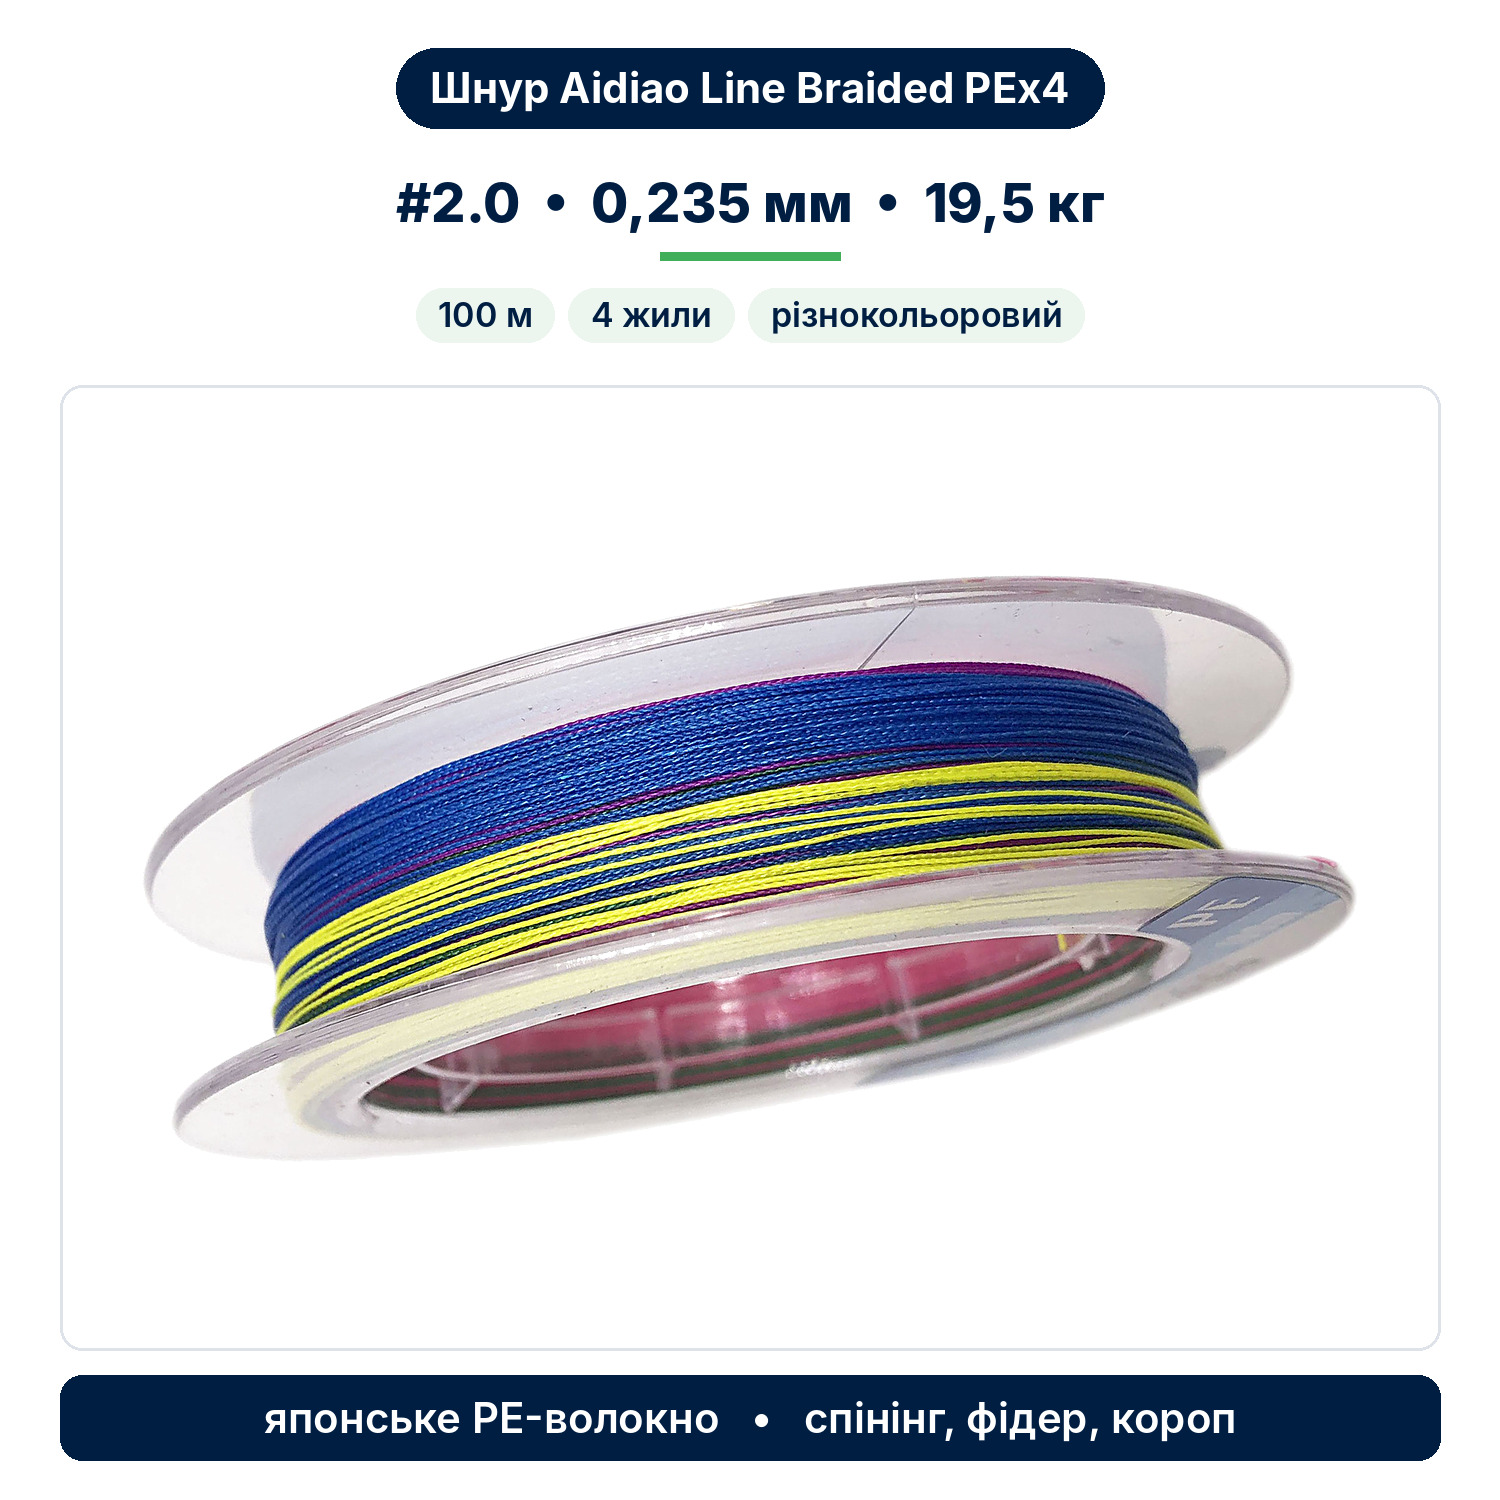 Шнур Aidiao Line Braided PEx4
#2.0 • 0,235 мм • 19,5 кг
100 м 4 жили різнокольоровий
PE
японське PE-волокно • спінінг, фідер, короп